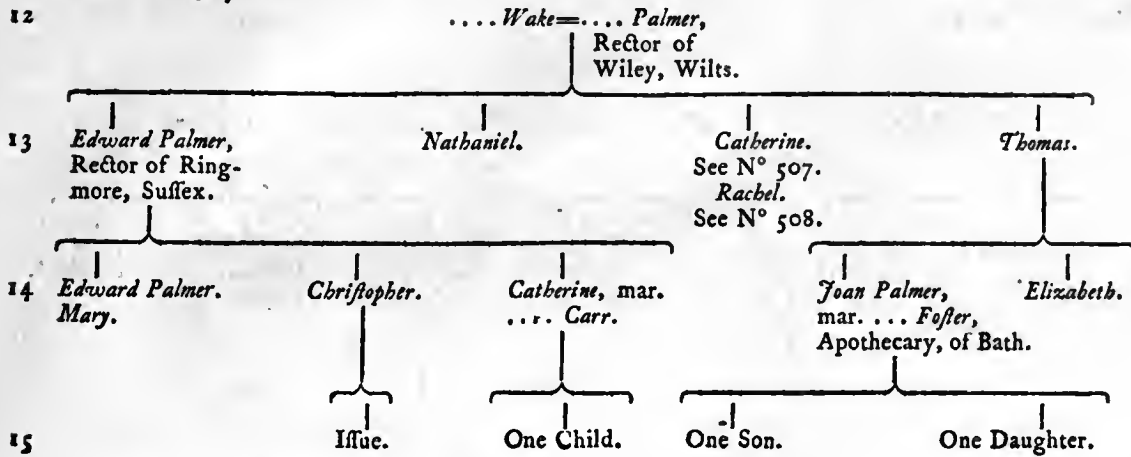 12 .... Wake=.... Palmer,
Rector of
Wiley, Wilts.
13 Edward Palmer, Nathaniel. Catherine. Thomas.
Rector of Ring- See N° 507.
more, Suſſex. Rachel.
See N° 508.
14 Edward Palmer. Chriſtopher. Catherine, mar. Joan Palmer, Elizabeth.
Mary. .... Carr. mar. .... Foſter,
Apothecary, of Bath.
15 Iſſue. One Child. One Son. One Daughter.